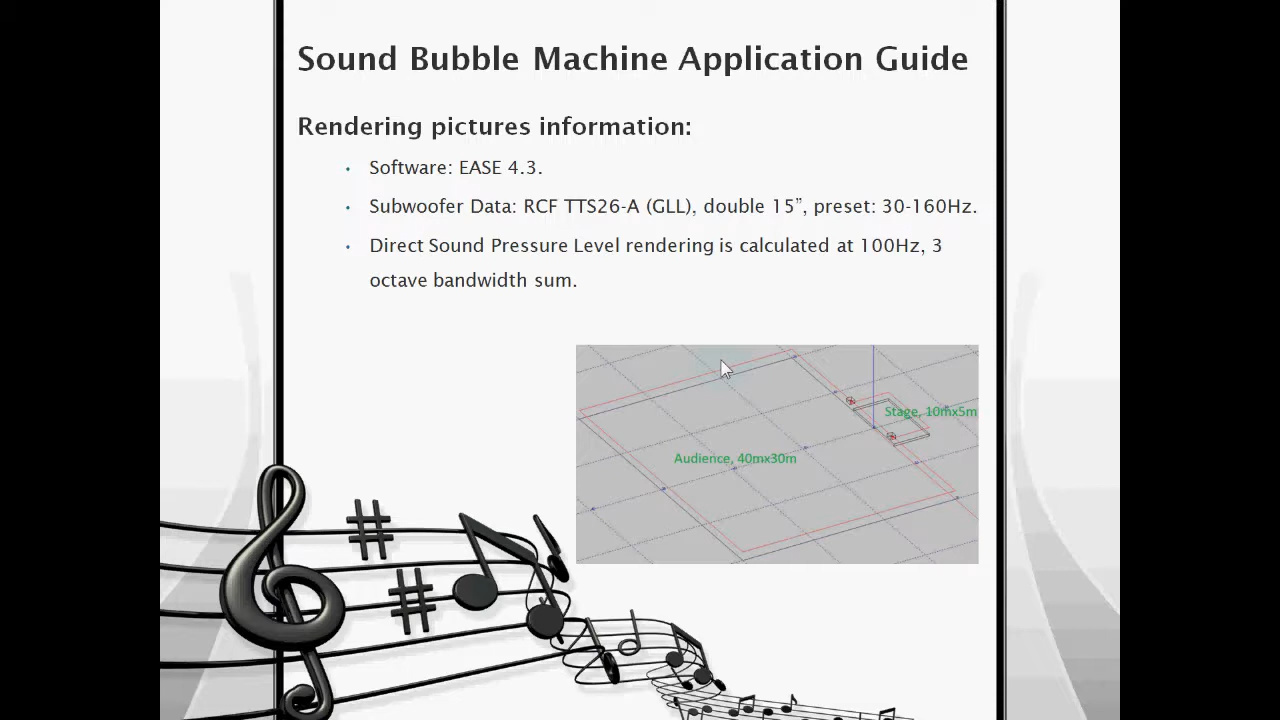 Sound Bubble Machine Application Guide
Rendering pictures information:
• Software: EASE 4.3.
• Subwoofer Data: RCF TTS26-A (GLL), double 15”, preset: 30-160Hz.
• Direct Sound Pressure Level rendering is calculated at 100Hz, 3
octave bandwidth sum.
Stage, 10mx5m
Audience, 40mx30m